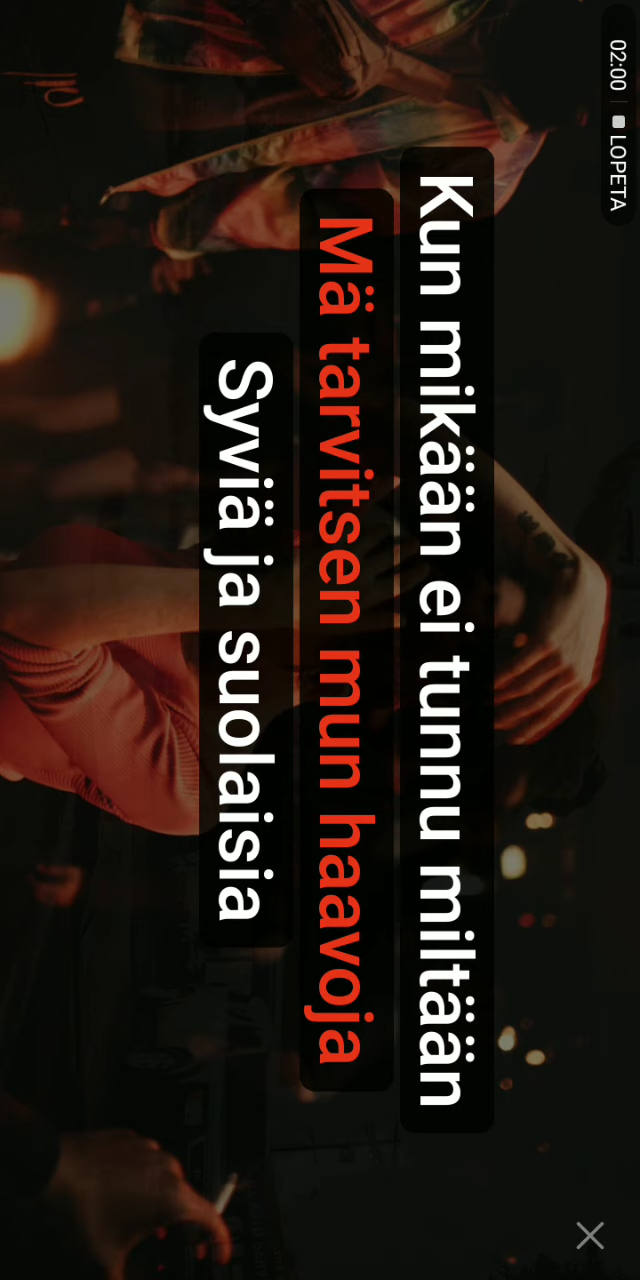 02:00 | LOPETA
Kun mikään ei tunnu miltään
Mä tarvitsen mun haavoja
Syviä ja suolaisia